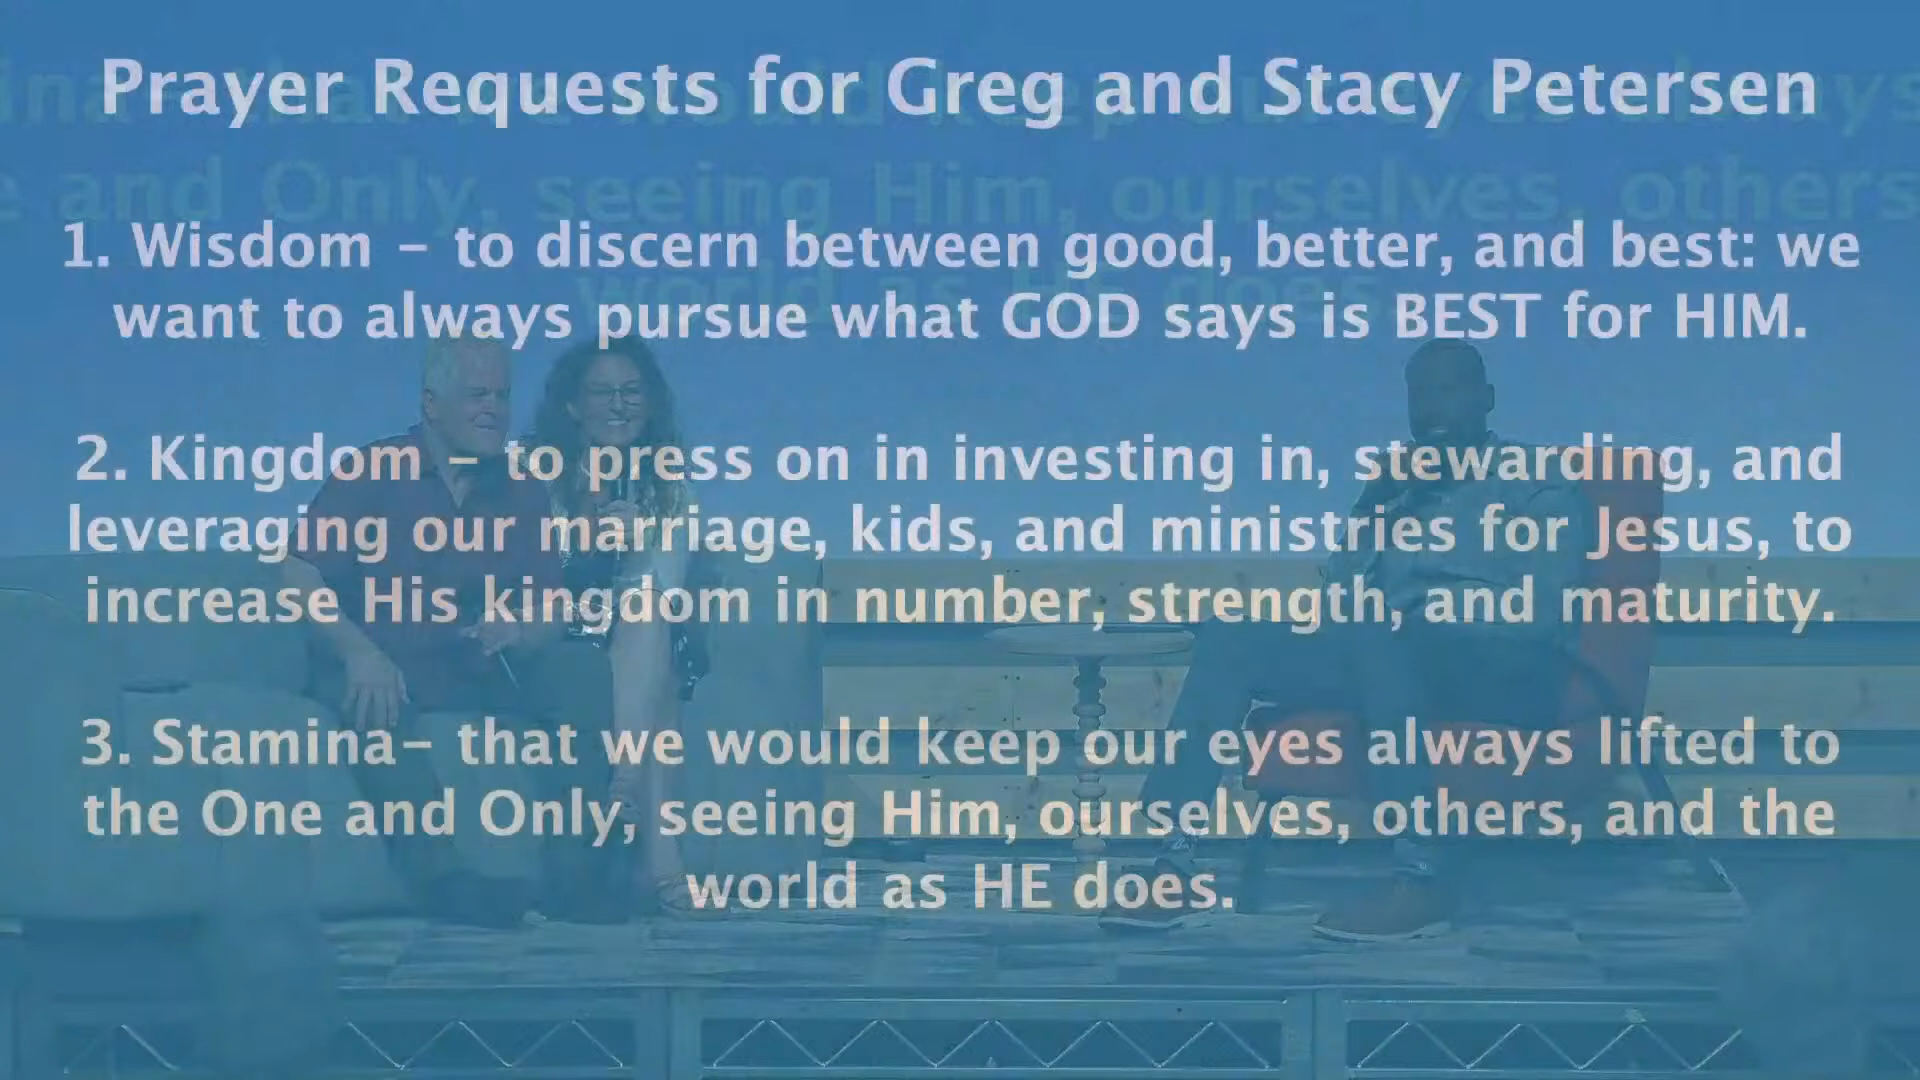 Prayer Requests for Greg and Stacy Petersen
1. Wisdom – to discern between good, better, and best: we
want to always pursue what GOD says is BEST for HIM.
2. Kingdom – to press on in investing in, stewarding, and
leveraging our marriage, kids, and ministries for Jesus, to
increase His kingdom in number, strength, and maturity.
3. Stamina– that we would keep our eyes always lifted to
the One and Only, seeing Him, ourselves, others, and the
world as HE does.